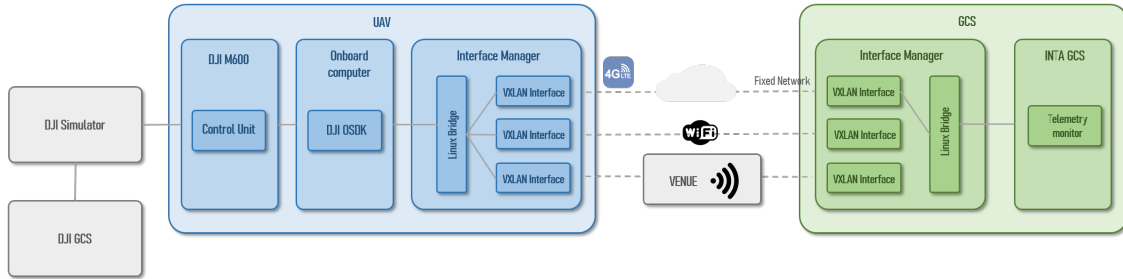 UAV
GCS
DJI M600
Onboard
computer
Interface Manager
Interface Manager
INTA GCS
4G LTE
Fixed Network
VXLAN Interface
VXLAN Interface
DJI Simulator
Control Unit
DJI OSDK
Linux Bridge
VXLAN Interface
WiFi
VXLAN Interface
Linux Bridge
Telemetry
monitor
VXLAN Interface
VENUE
VXLAN Interface
DJI GCS